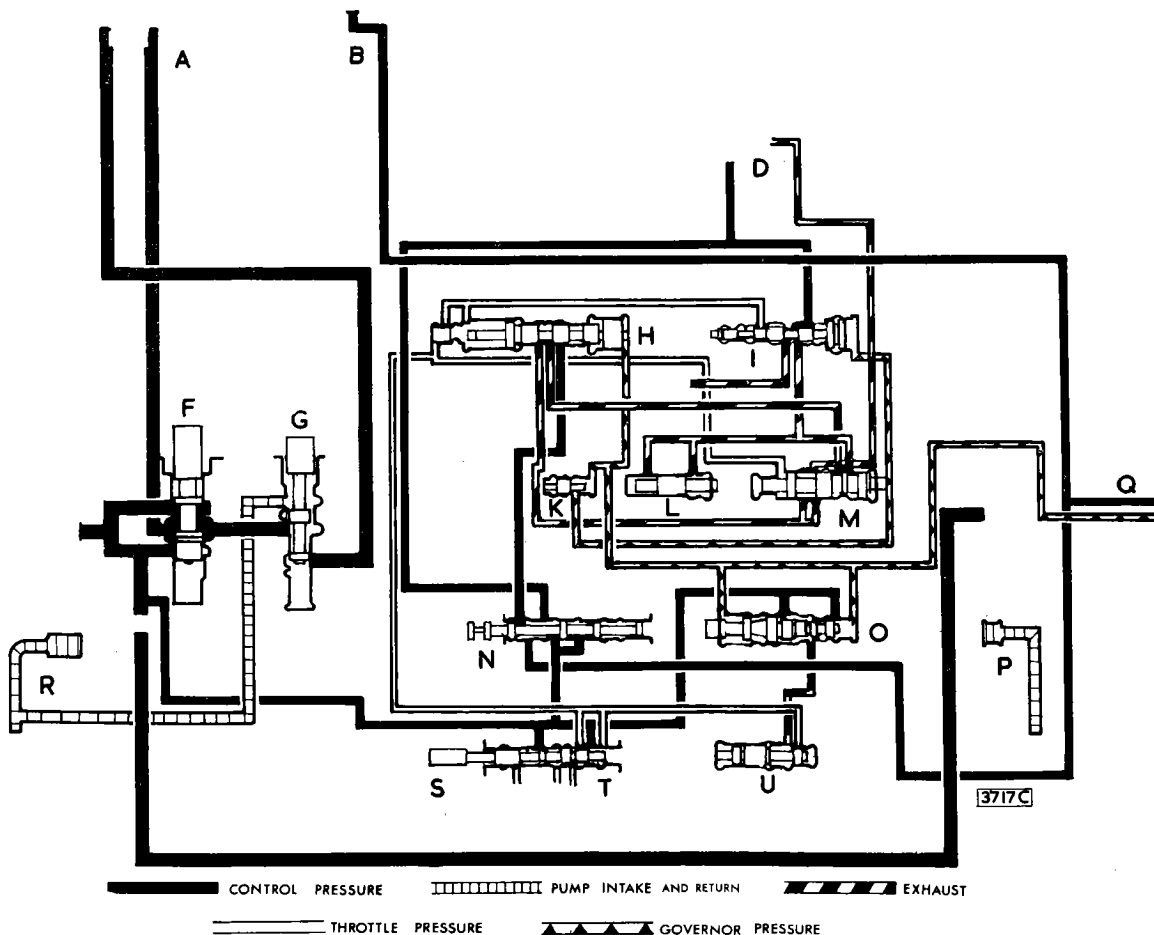 A
B
D
F
G
H
I
K
L
M
Q
N
O
P
R
S
T
U
3717C
CONTROL PRESSURE
PUMP INTAKE AND RETURN
EXHAUST
THROTTLE PRESSURE
GOVERNOR PRESSURE